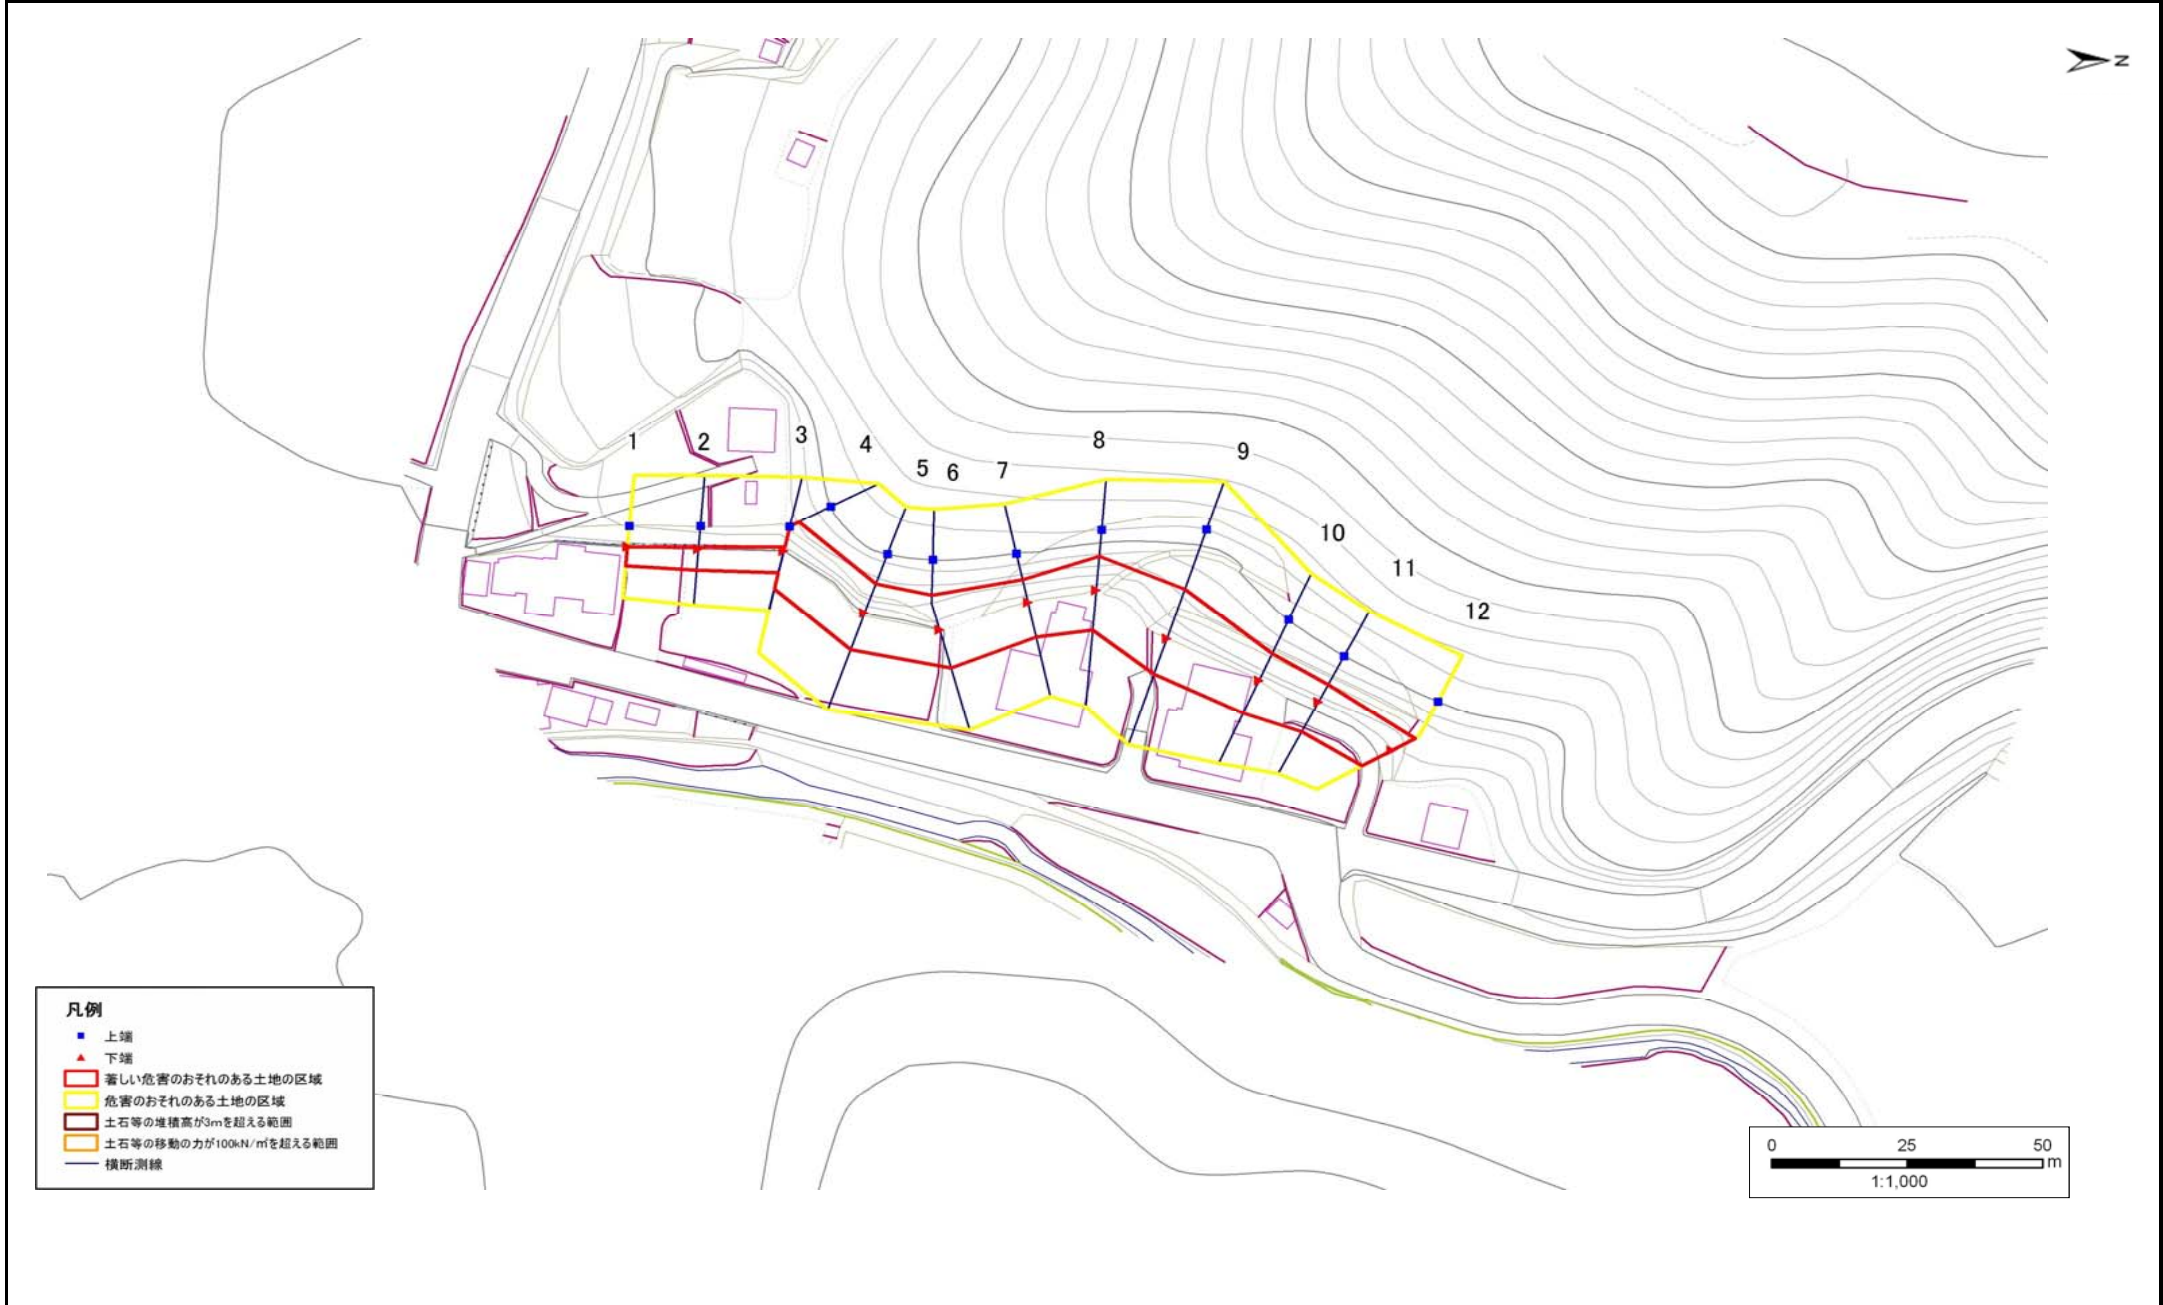 N
1
2
3
4
5
6
7
8
9
10
11
12
凡例
上端
下端
著しい危害のおそれのある土地の区域
危害のおそれのある土地の区域
土石等の堆積高が3mを超える範囲
土石等の移動の力が100kN/㎡を超える範囲
横断測線
0 25 50
m
1:1,000